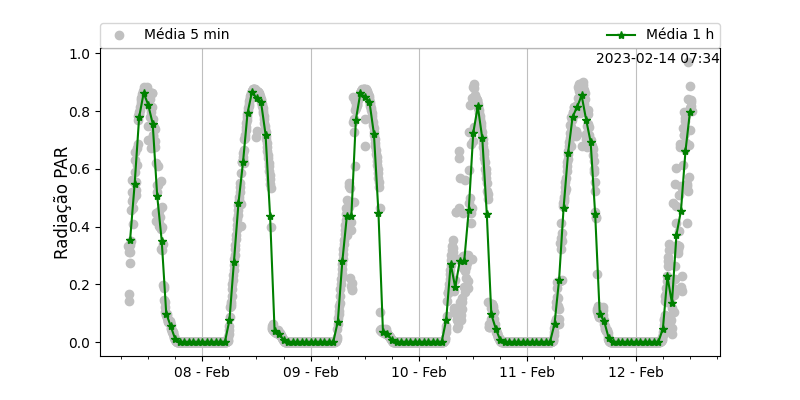 Média 5 min
Média 1 h
2023-02-14 07:34
Radiação PAR
1.0
0.8
0.6
0.4
0.2
0.0
08 - Feb
09 - Feb
10 - Feb
11 - Feb
12 - Feb